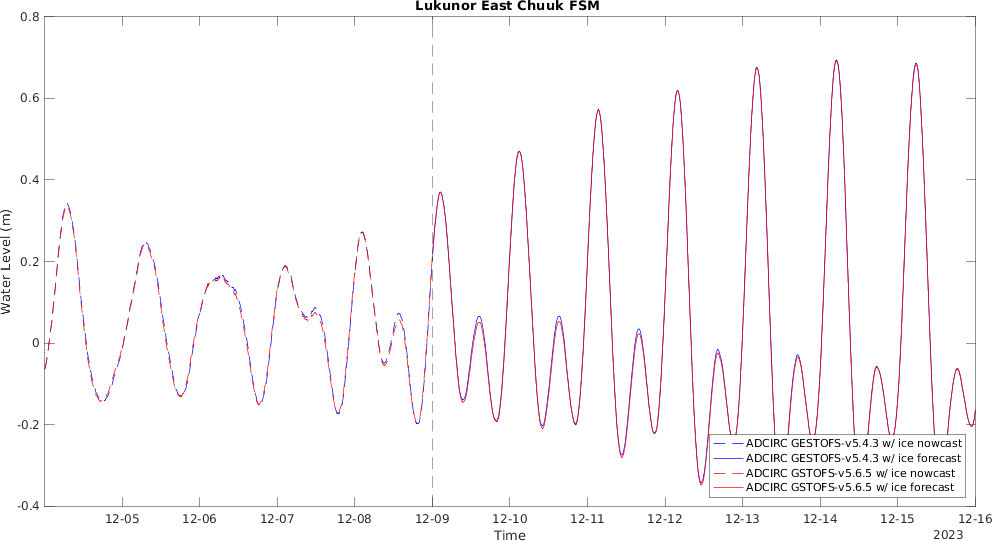 Lukunor East Chuuk FSM
0.8
0.6
0.4
0.2
0
-0.2
-0.4
Water Level (m)
12-05 12-06 12-07 12-08 12-09 12-10 12-11 12-12 12-13 12-14 12-15 12-16
Time
2023
ADCIRC GESTOFS-v5.4.3 w/ ice nowcast
ADCIRC GESTOFS-v5.4.3 w/ ice forecast
ADCIRC GSTOFS-v5.6.5 w/ ice nowcast
ADCIRC GSTOFS-v5.6.5 w/ ice forecast